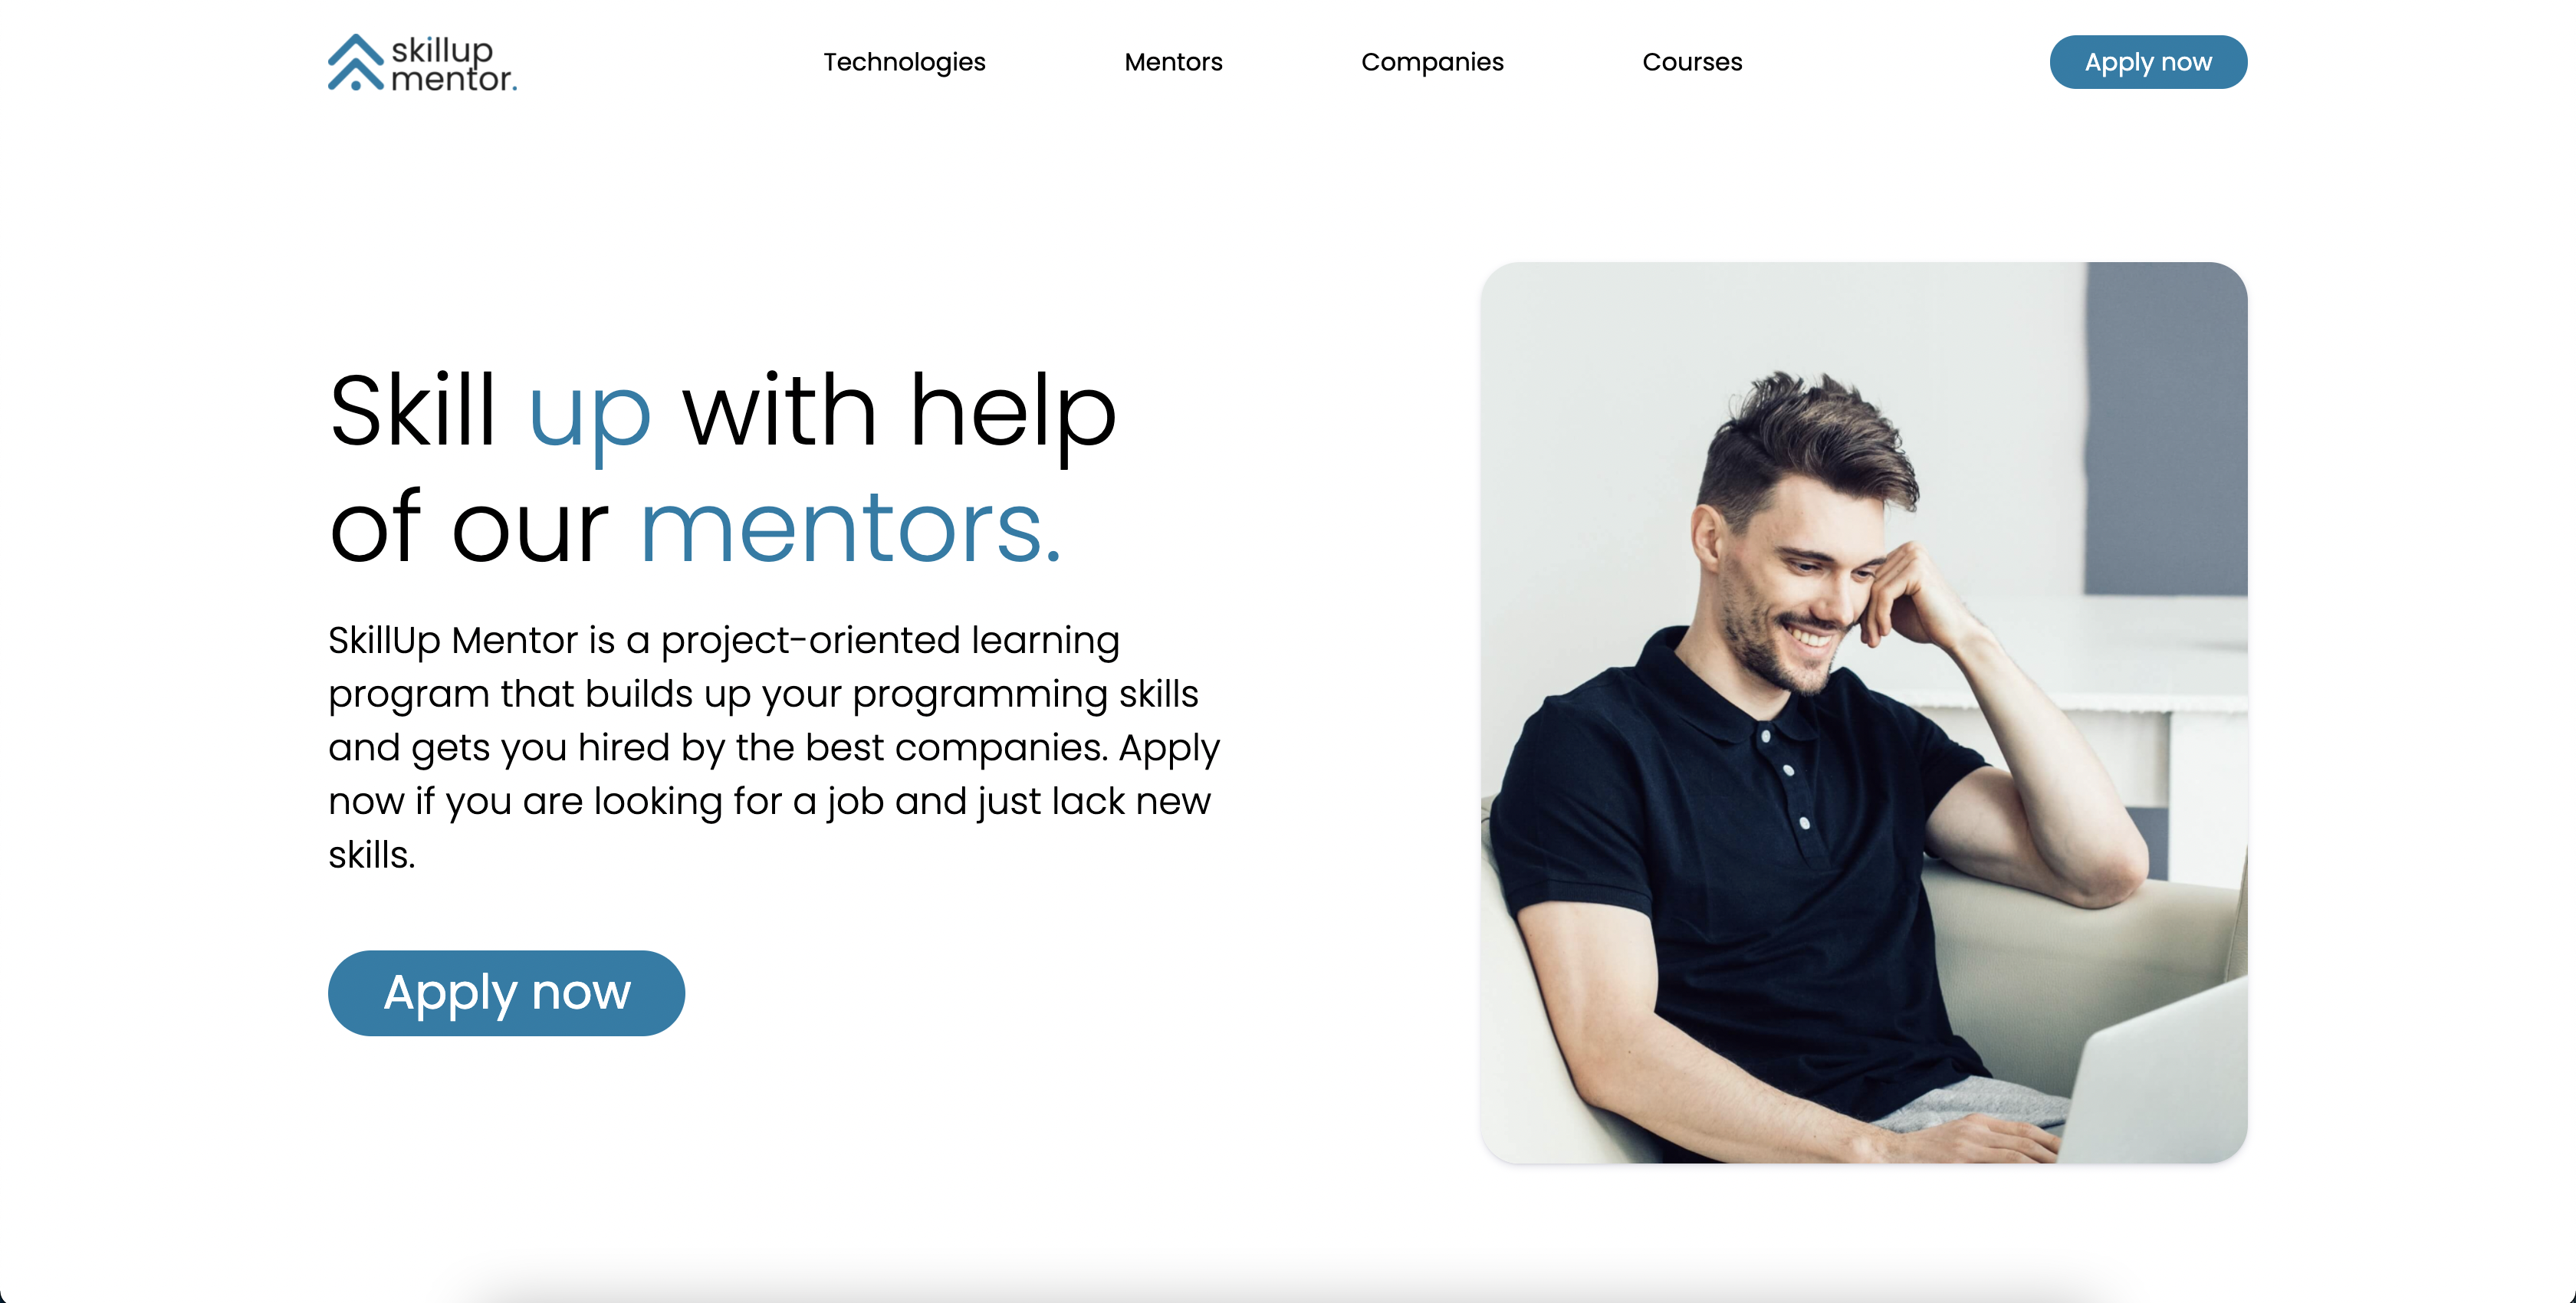 skillup
mentor.
Technologies
Mentors
Companies
Courses
Apply now
Skill up with help
of our mentors.
SkillUp Mentor is a project-oriented learning
program that builds up your programming skills
and gets you hired by the best companies. Apply
now if you are looking for a job and just lack new
skills.
Apply now